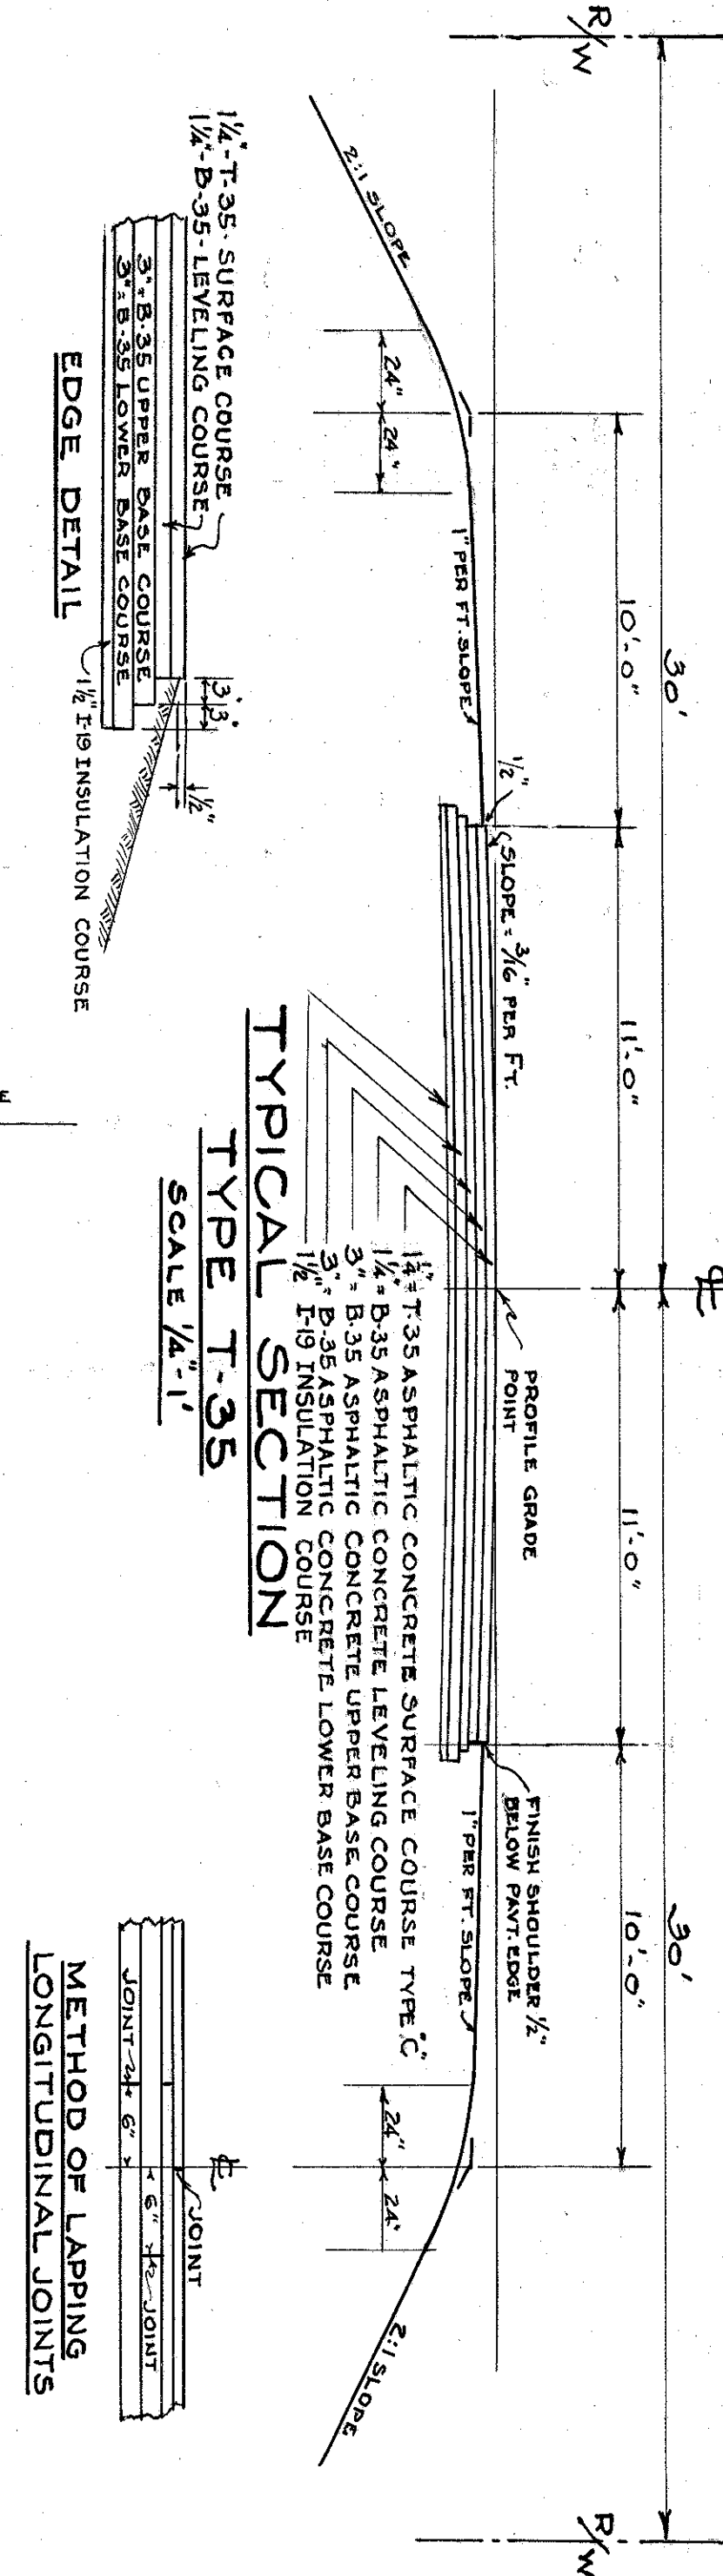 R/W
℄
R/W
30'
30'
10'-0"
11'-0"
11'-0"
10'-0"
2:1 SLOPE
24"
24"
1" PER FT. SLOPE
1/2"
SLOPE = 3/16" PER FT.
PROFILE GRADE
POINT
FINISH SHOULDER 1/2"
BELOW PAVT. EDGE
1" PER FT. SLOPE
24"
24"
2:1 SLOPE
1 1/4" = T-35 ASPHALTIC CONCRETE SURFACE COURSE TYPE "C"
1 1/4" = B-35 ASPHALTIC CONCRETE LEVELING COURSE
3" = B-35 ASPHALTIC CONCRETE UPPER BASE COURSE
3" = B-35 ASPHALTIC CONCRETE LOWER BASE COURSE
1 1/2" I-19 INSULATION COURSE
TYPICAL SECTION
TYPE T-35
SCALE 1/4"-1'
1 1/4"-T-35-SURFACE COURSE
1 1/4"-B-35-LEVELING COURSE
3" = B-35 UPPER BASE COURSE
3" = B-35 LOWER BASE COURSE
3"
3"
1/2"
1 1/2" I-19 INSULATION COURSE
EDGE DETAIL
℄
JOINT
6"
JOINT
JOINT
6"
METHOD OF LAPPING
LONGITUDINAL JOINTS